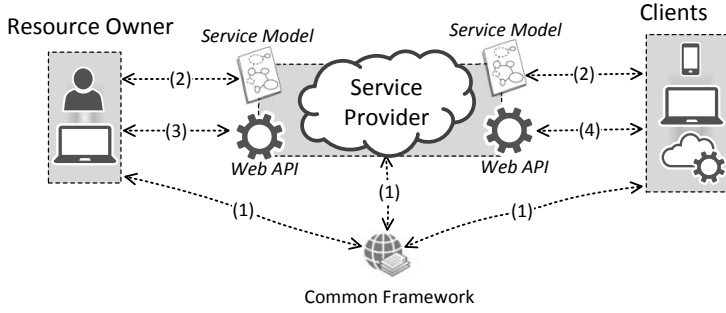 Resource Owner
Service Model
Service Model
Clients
(2)
(2)
Service
Provider
(3)
(4)
Web API
Web API
(1)
(1)
(1)
Common Framework